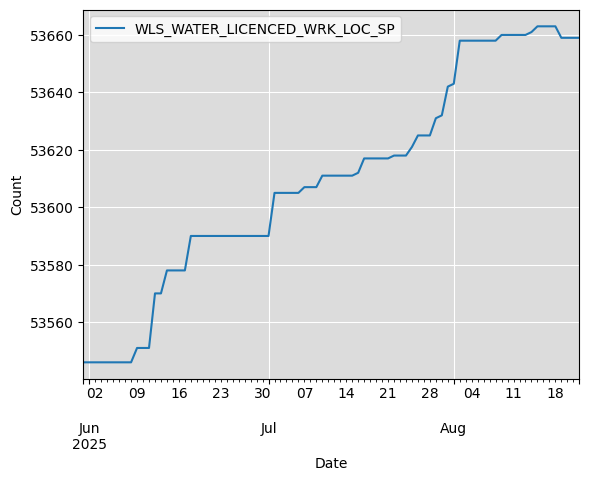 WLS_WATER_LICENCED_WRK_LOC_SP
53660
53640
53620
53600
53580
53560
Count
02 09 16 23 30 07 14 21 28 04 11 18
Jun Jul Aug
2025
Date